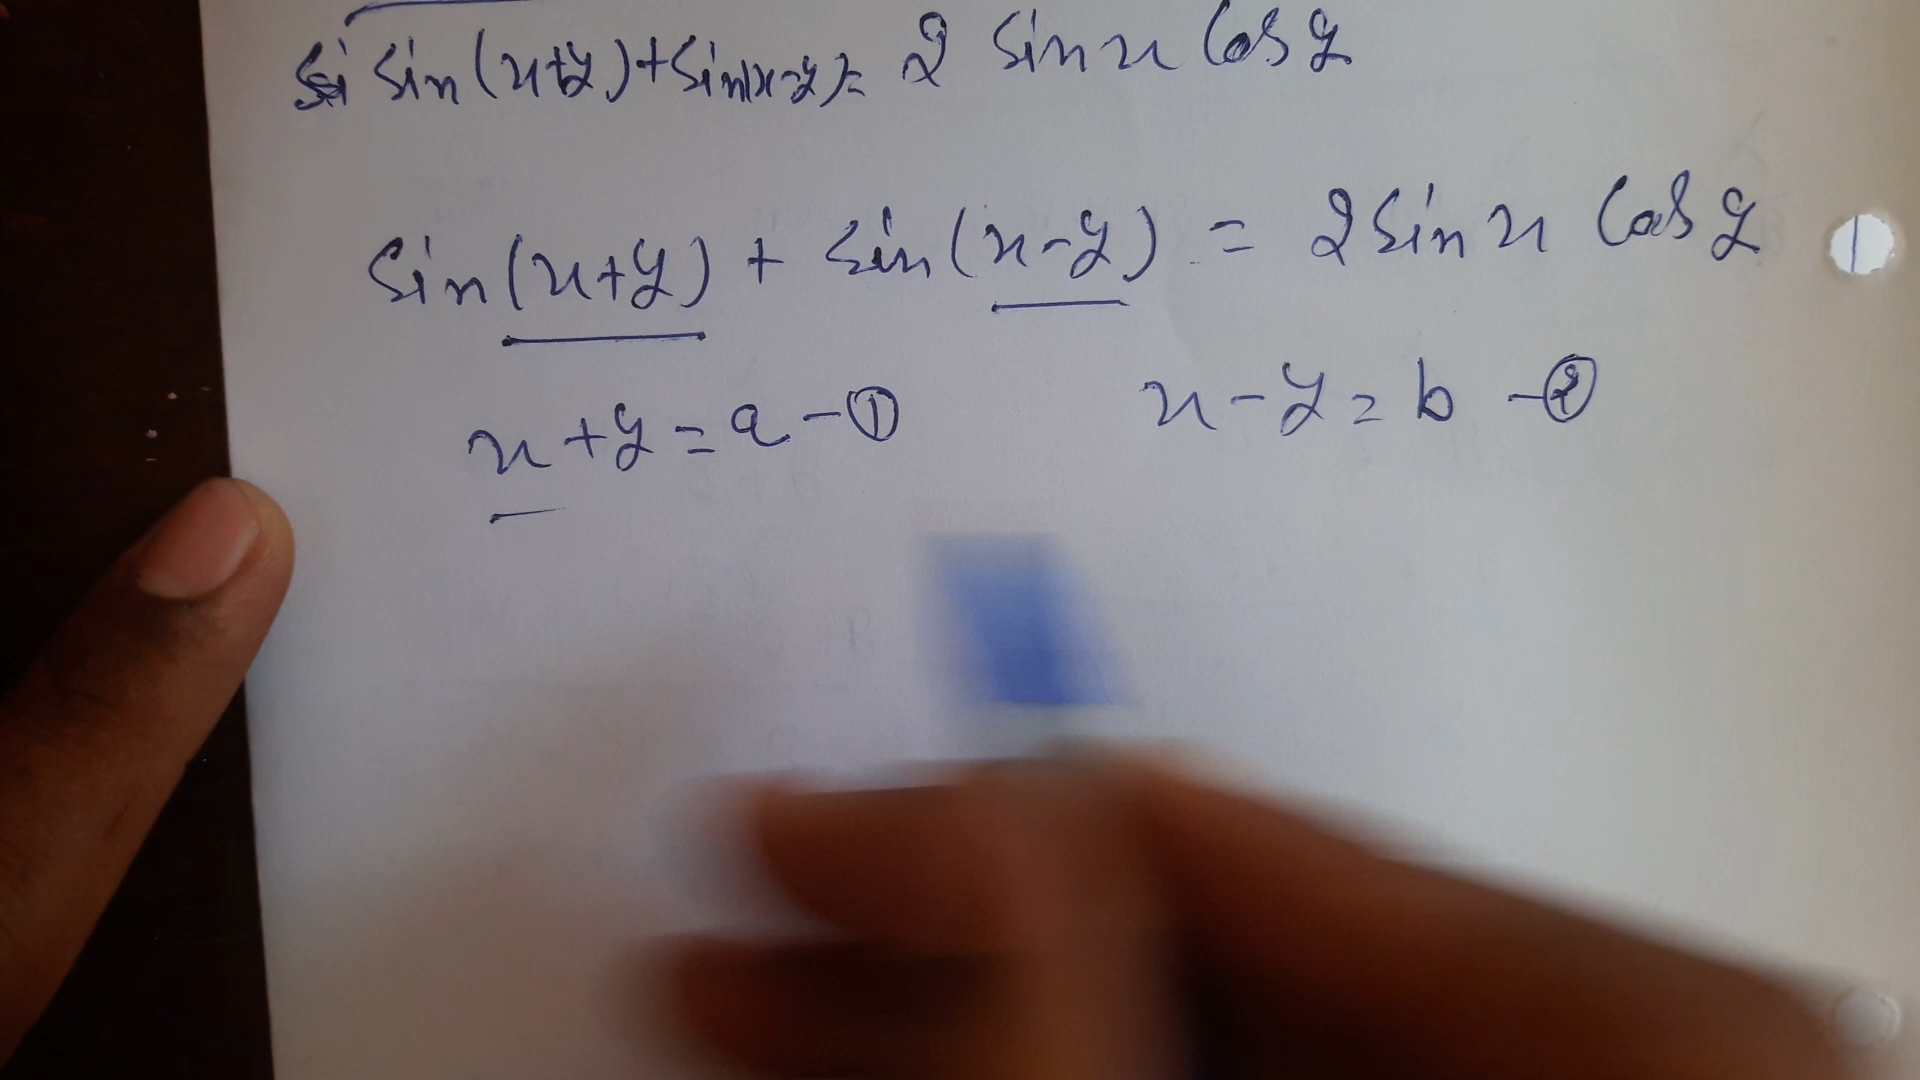 Sin(x+y)+Sin(x-y)= 2 Sin x Cos y
Sin(x+y) + Sin(x-y) = 2 Sin x Cos y
x+y=a -① x-y=b -②